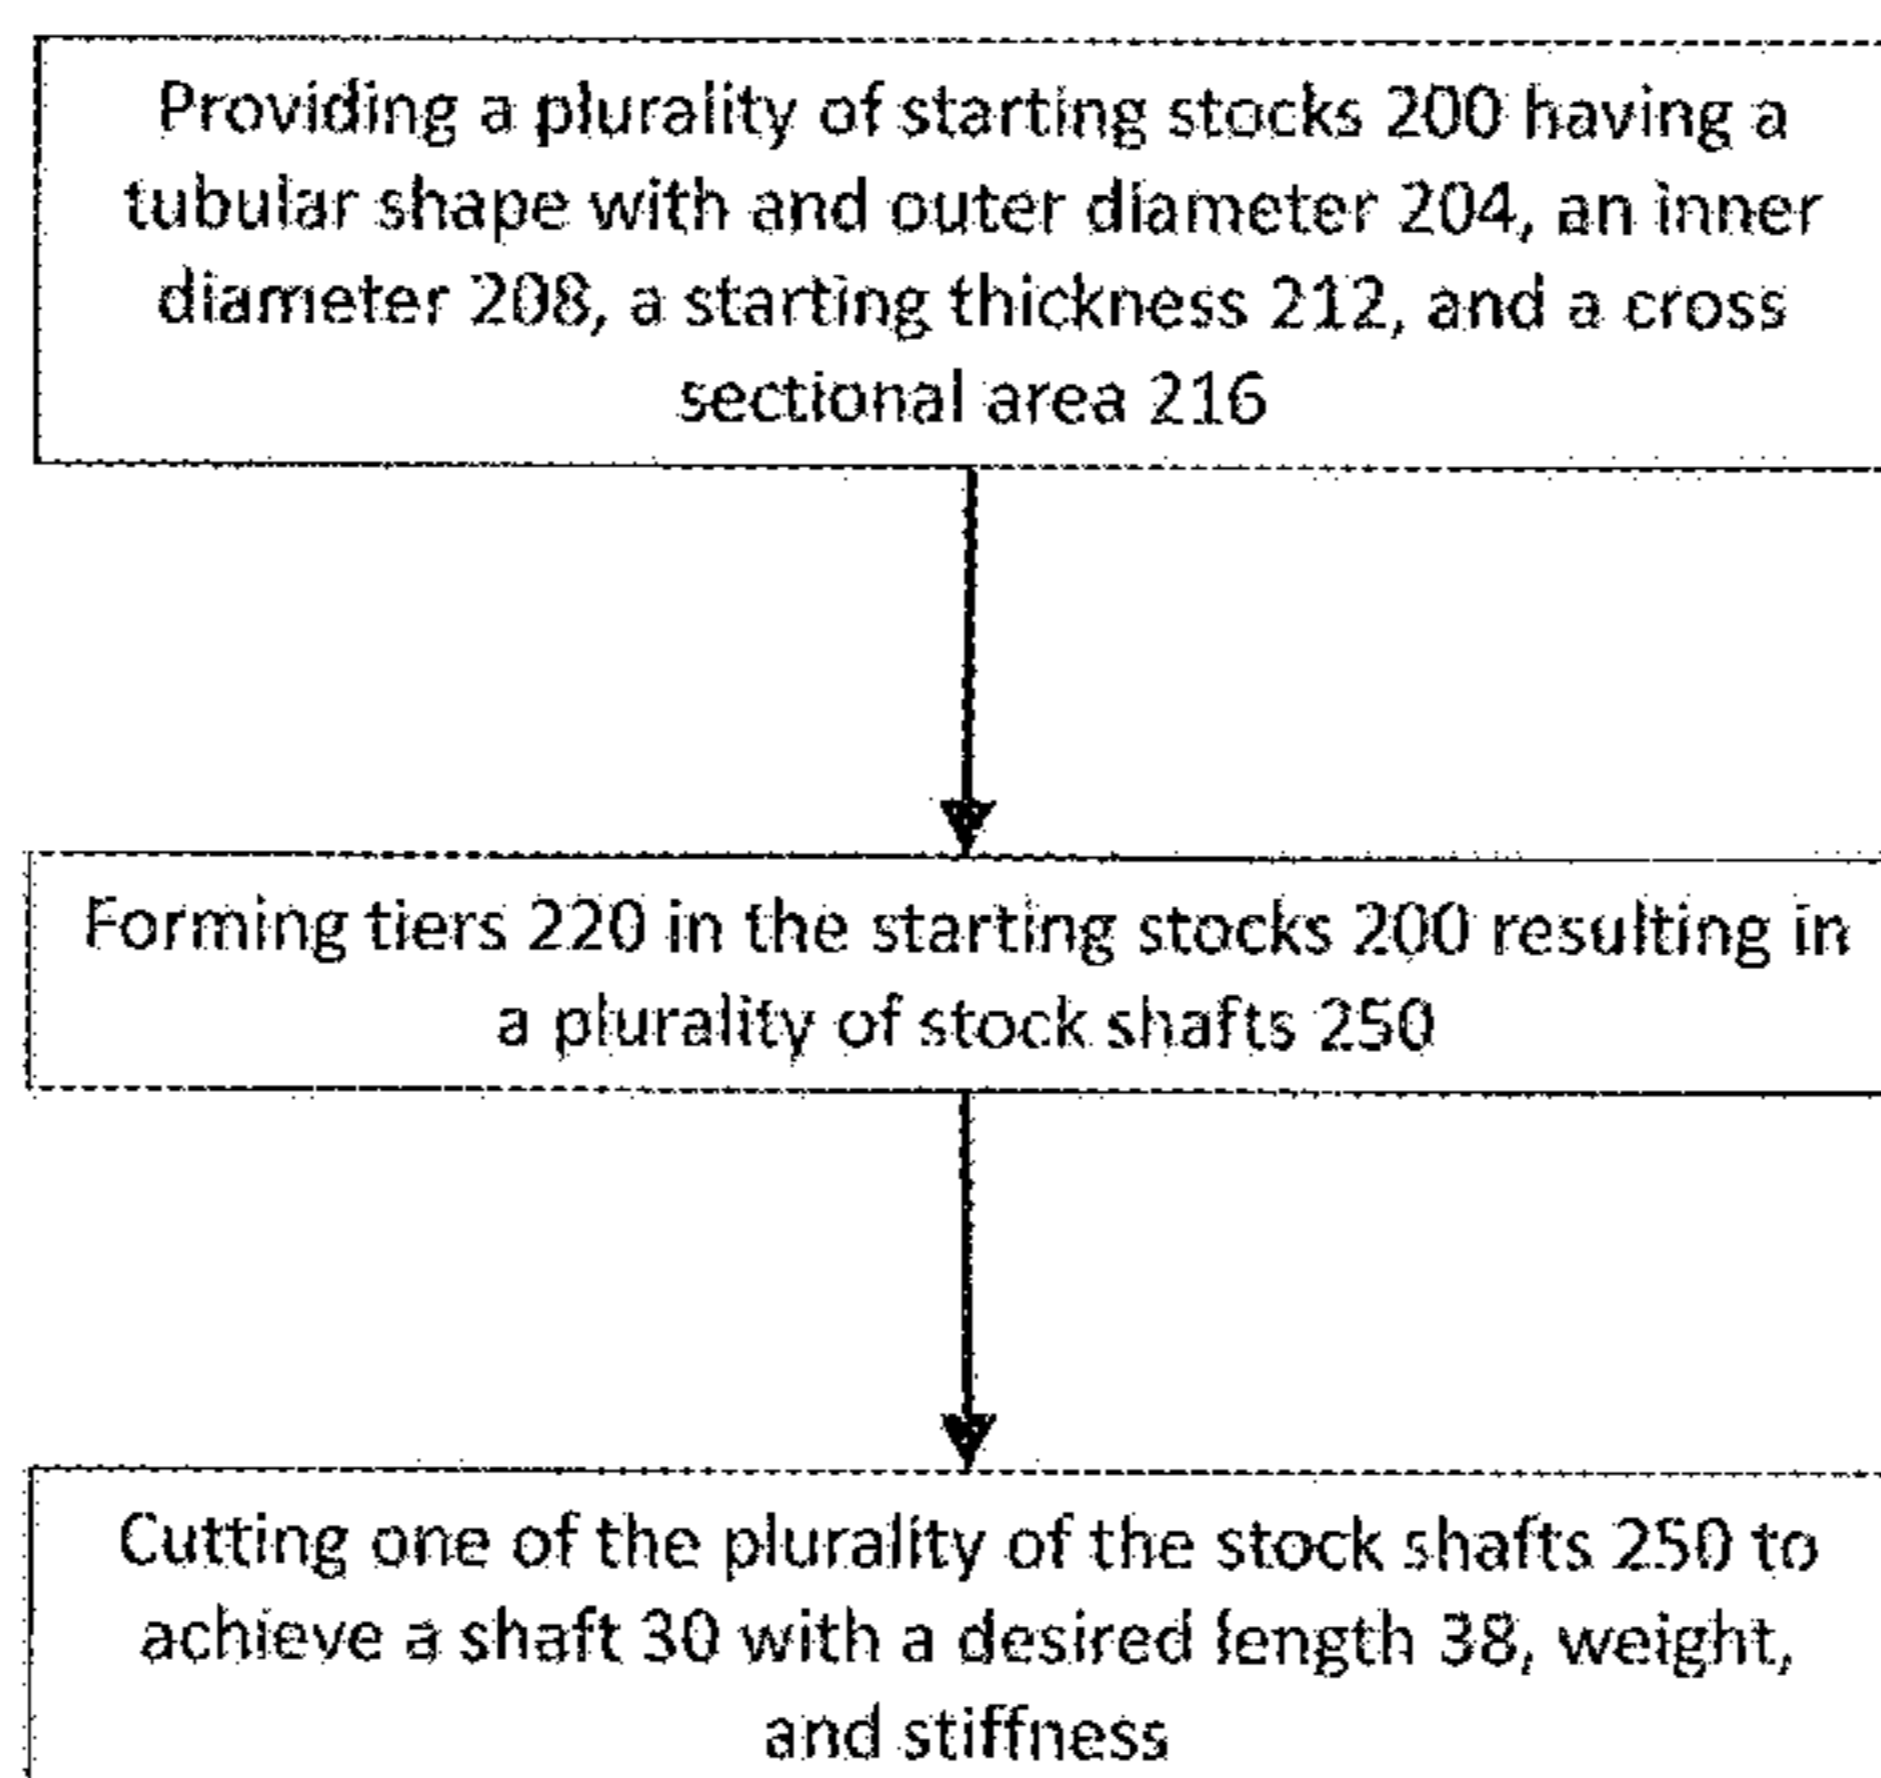 Providing a plurality of starting stocks 200 having a
tubular shape with and outer diameter 204, an inner
diameter 208, a starting thickness 212, and a cross
sectional area 216
Forming tiers 220 in the starting stocks 200 resulting in
a plurality of stock shafts 250
Cutting one of the plurality of the stock shafts 250 to
achieve a shaft 30 with a desired length 38, weight,
and stiffness